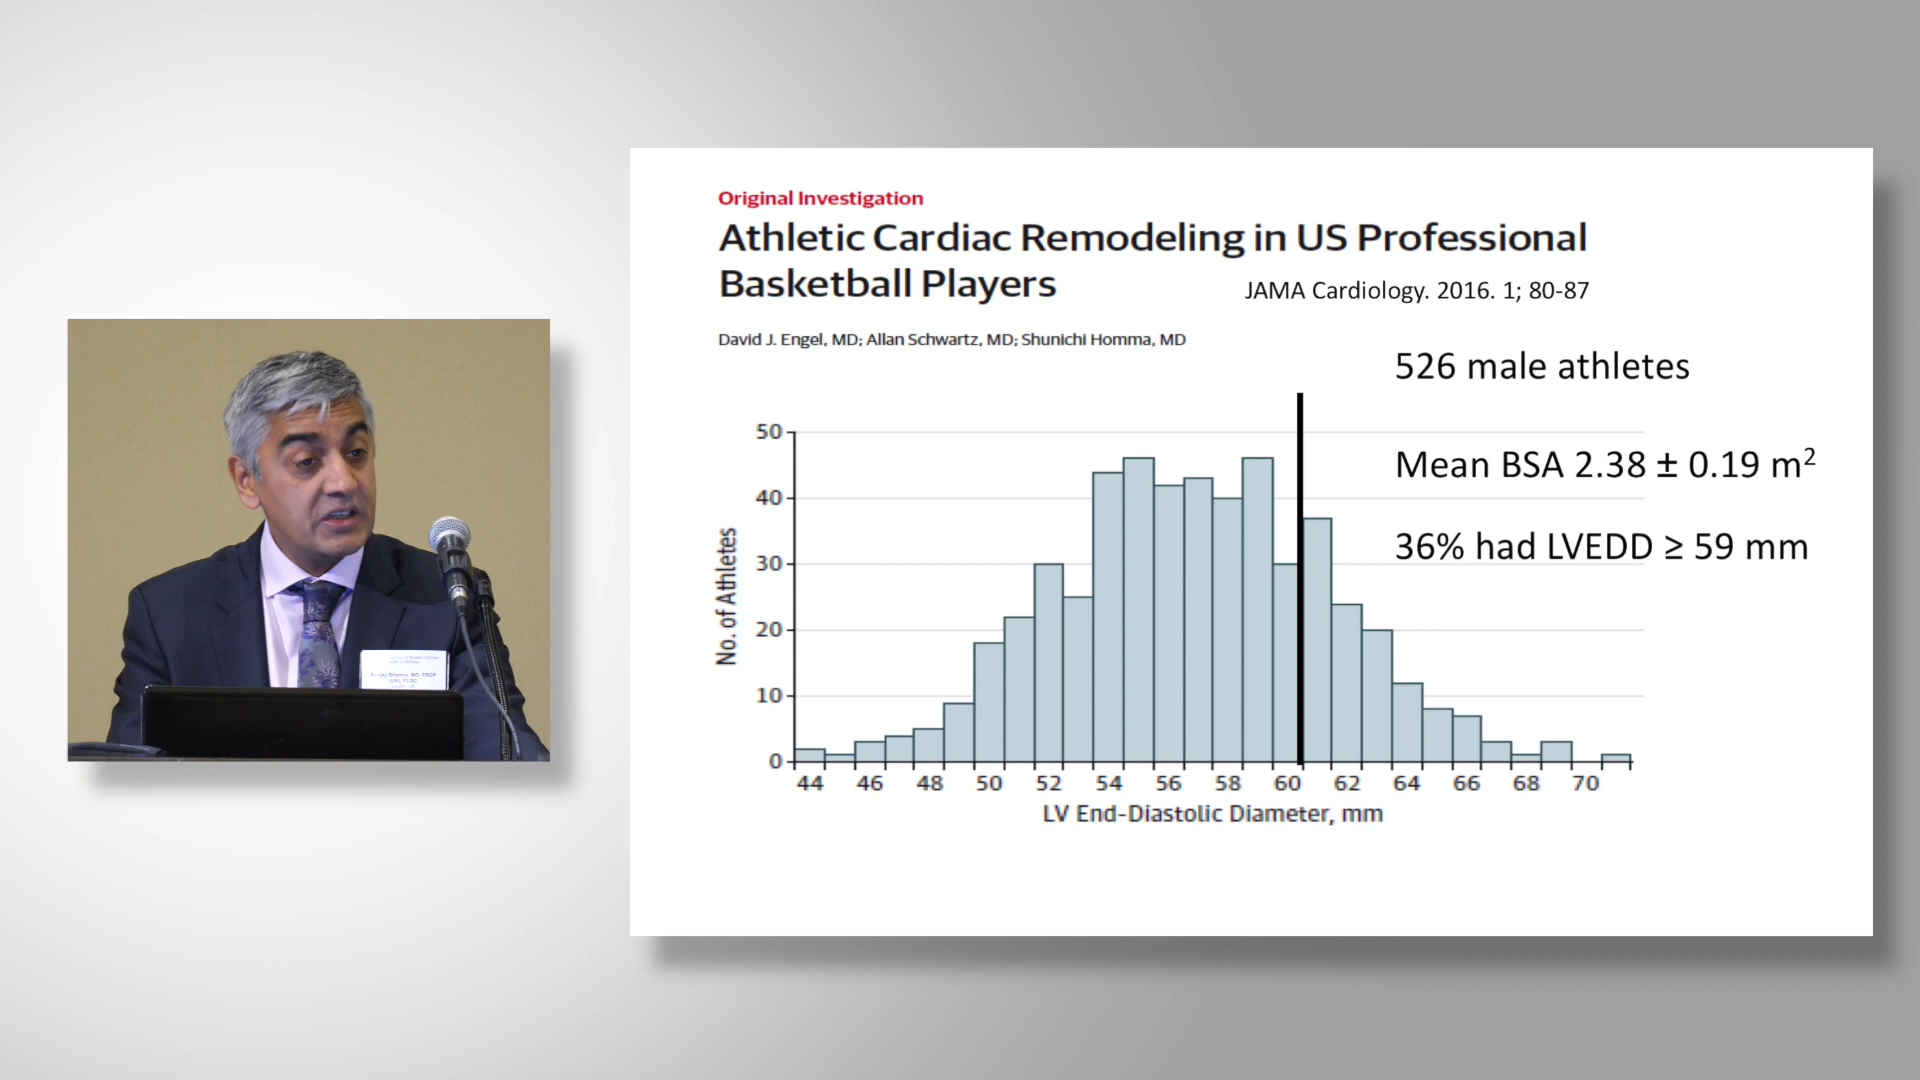 Original Investigation
Athletic Cardiac Remodeling in US Professional
Basketball Players
JAMA Cardiology. 2016. 1; 80-87
David J. Engel, MD; Allan Schwartz, MD; Shunichi Homma, MD
526 male athletes
Mean BSA 2.38 ± 0.19 m²
36% had LVEDD ≥ 59 mm
No. of Athletes
50
40
30
20
10
0
44 46 48 50 52 54 56 58 60 62 64 66 68 70
LV End-Diastolic Diameter, mm
Sharma, MD, FRCP